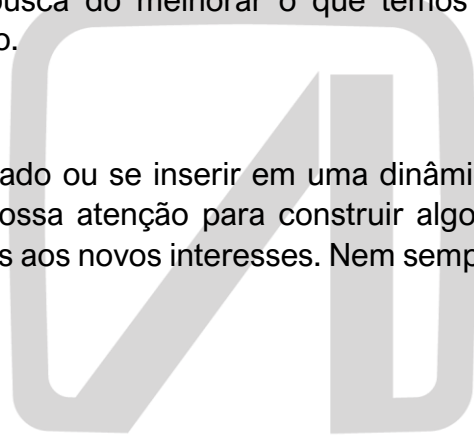 busca do melhorar o que temos
o.
ado ou se inserir em uma dinâmi
ossa atenção para construir algo
s aos novos interesses. Nem semp